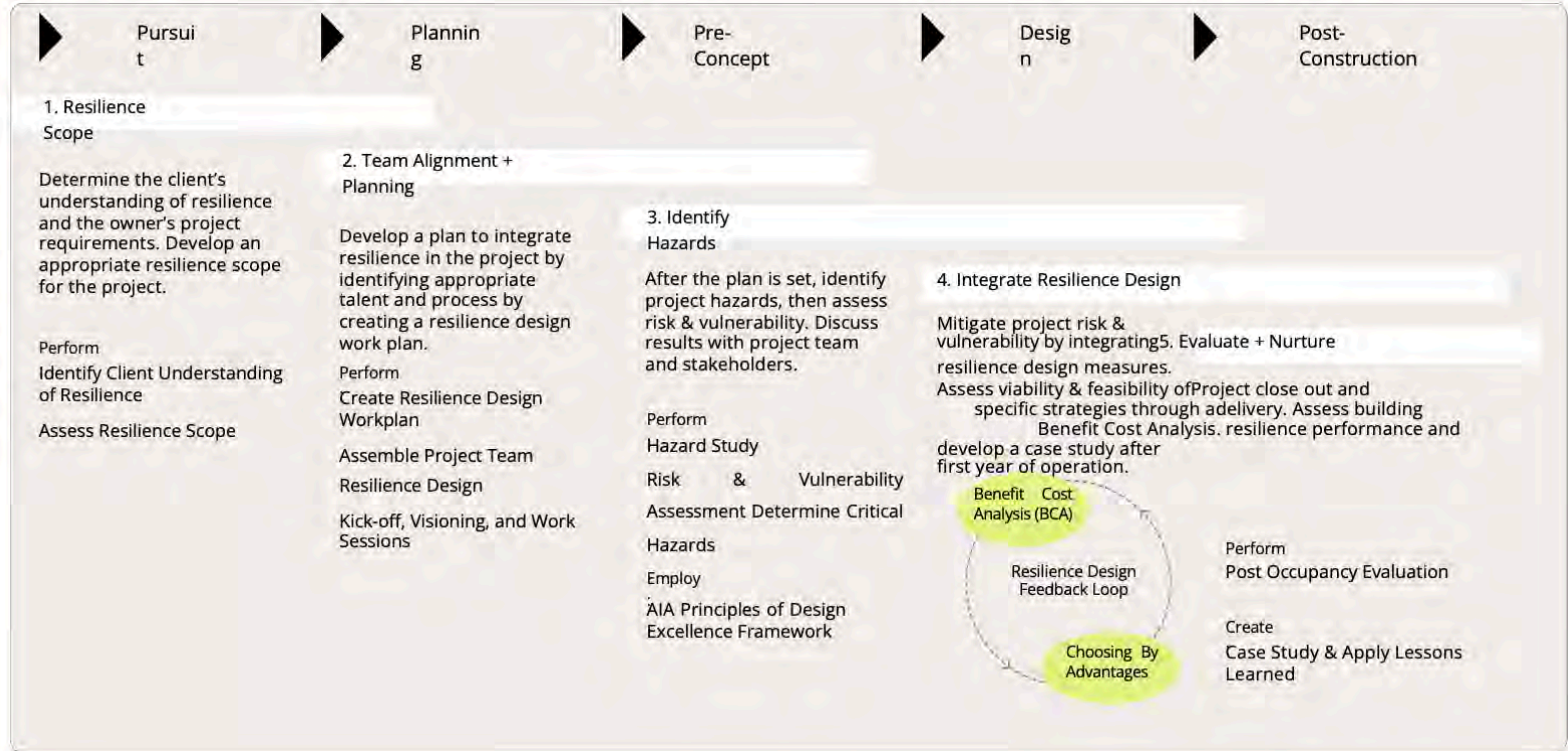 Pursui
t
Plannin
g
Pre-
Concept
Desig
n
Post-
Construction
1. Resilience
Scope
Determine the client’s
understanding of resilience
and the owner’s project
requirements. Develop an
appropriate resilience scope
for the project.
Perform
Identify Client Understanding
of Resilience
Assess Resilience Scope
2. Team Alignment +
Planning
Develop a plan to integrate
resilience in the project by
identifying appropriate
talent and process by
creating a resilience design
work plan.
Perform
Create Resilience Design
Workplan
Assemble Project Team
Resilience Design
Kick-off, Visioning, and Work
Sessions
3. Identify
Hazards
After the plan is set, identify
project hazards, then assess
risk & vulnerability. Discuss
results with project team
and stakeholders.
Perform
Hazard Study
Risk & Vulnerability
Assessment Determine Critical
Hazards
Employ
:
AIA Principles of Design
Excellence Framework
4. Integrate Resilience Design
Mitigate project risk &
vulnerability by integrating5. Evaluate + Nurture
resilience design measures.
Assess viability & feasibility ofProject close out and
specific strategies through adelivery. Assess building
Benefit Cost Analysis. resilience performance and
develop a case study after
first year of operation.
Benefit Cost
Analysis (BCA)
Resilience Design
Feedback Loop
Choosing By
Advantages
Perform
Post Occupancy Evaluation
Create
Case Study & Apply Lessons
Learned